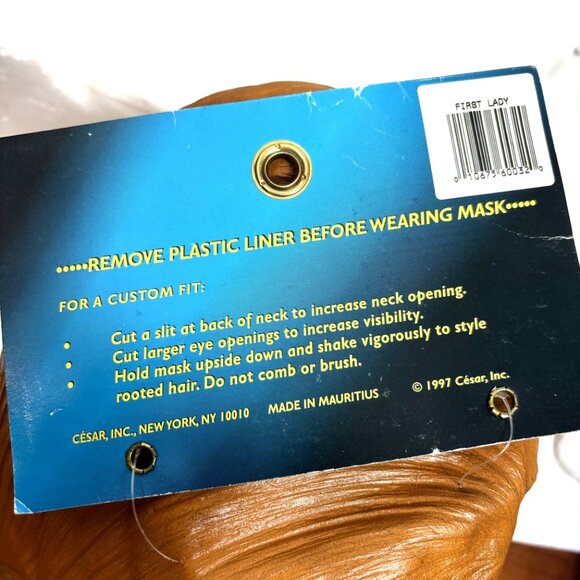 FIRST LADY
0 10675 60032 0
•••••REMOVE PLASTIC LINER BEFORE WEARING MASK•••••
FOR A CUSTOM FIT:
• Cut a slit at back of neck to increase neck opening.
• Cut larger eye openings to increase visibility.
• Hold mask upside down and shake vigorously to style
rooted hair. Do not comb or brush.
© 1997 César, Inc.
CÉSAR, INC., NEW YORK, NY 10010 MADE IN MAURITIUS